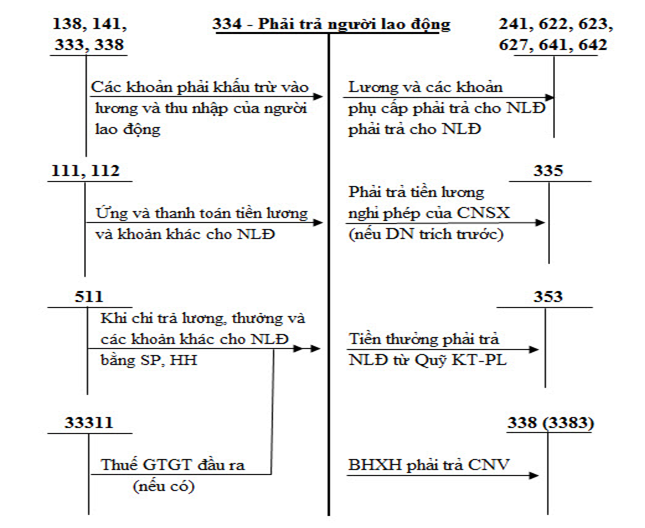 138, 141,
333, 338
334 - Phải trả người lao động
241, 622, 623,
627, 641, 642
Các khoản phải khấu trừ vào
lương và thu nhập của người
lao động
Lương và các khoản
phụ cấp phải trả cho NLĐ
phải trả cho NLĐ
111, 112
335
Ứng và thanh toán tiền lương
và khoản khác cho NLĐ
Phải trả tiền lương
nghỉ phép của CNSX
(nếu DN trích trước)
511
353
Khi chi trả lương, thưởng và
các khoản khác cho NLĐ
bằng SP, HH
Tiền thưởng phải trả
NLĐ từ Quỹ KT-PL
33311
338 (3383)
Thuế GTGT đầu ra
(nếu có)
BHXH phải trả CNV